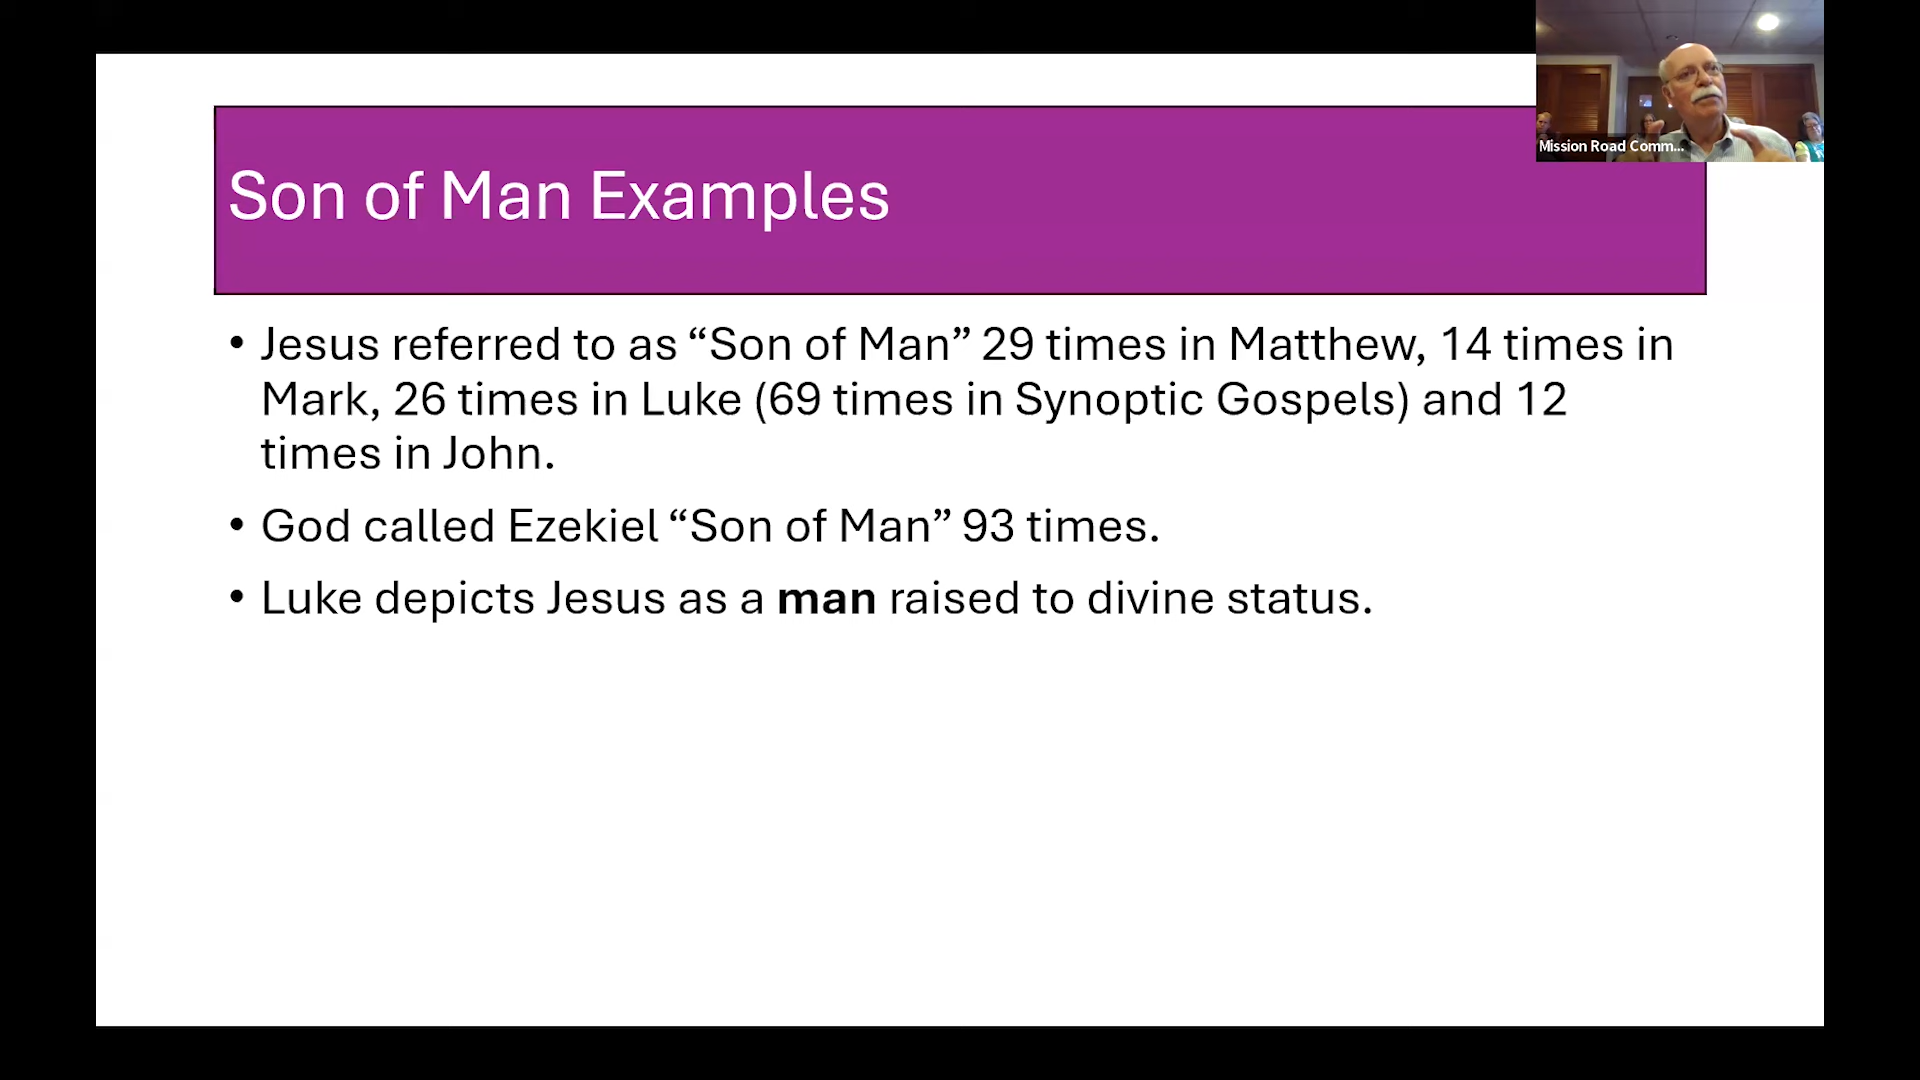 Mission Road Comm...
Son of Man Examples
• Jesus referred to as “Son of Man” 29 times in Matthew, 14 times in
Mark, 26 times in Luke (69 times in Synoptic Gospels) and 12
times in John.
• God called Ezekiel “Son of Man” 93 times.
• Luke depicts Jesus as a man raised to divine status.